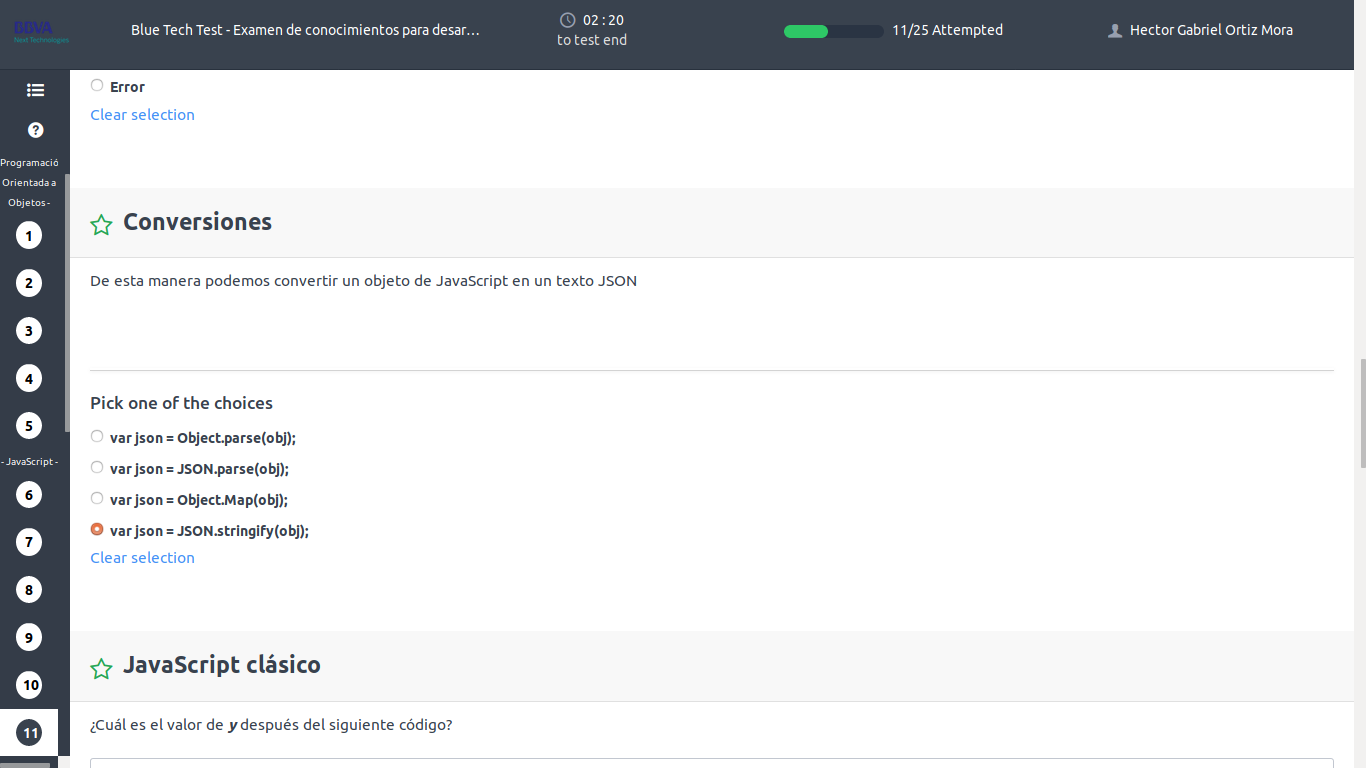 BBVA
Next Technologies
Blue Tech Test - Examen de conocimientos para desar...
02 : 20
to test end
11/25 Attempted
Hector Gabriel Ortiz Mora
Programació
Orientada a
Objetos -
1
2
3
4
5
- JavaScript -
6
7
8
9
10
11
Error
Clear selection
Conversiones
De esta manera podemos convertir un objeto de JavaScript en un texto JSON
Pick one of the choices
var json = Object.parse(obj);
var json = JSON.parse(obj);
var json = Object.Map(obj);
var json = JSON.stringify(obj);
Clear selection
JavaScript clásico
¿Cuál es el valor de y después del siguiente código?